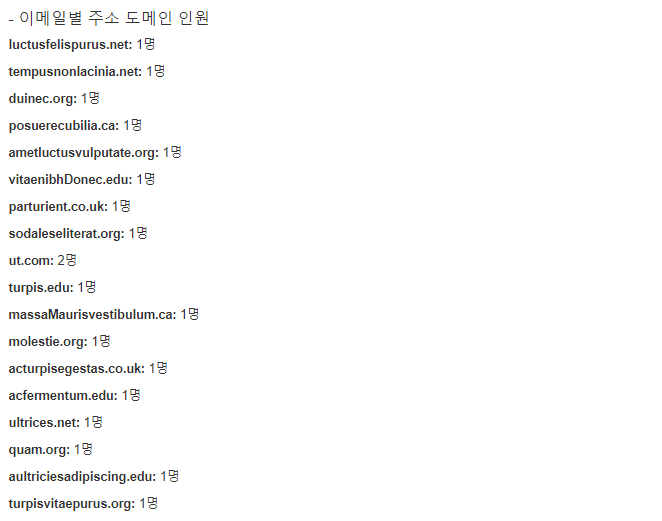 - 이메일별 주소 도메인 인원
luctusfelispurus.net: 1명
tempusnonlacinia.net: 1명
duinec.org: 1명
posuerecubilia.ca: 1명
ametluctusvulputate.org: 1명
vitaenibhDonec.edu: 1명
parturient.co.uk: 1명
sodaleseliterat.org: 1명
ut.com: 2명
turpis.edu: 1명
massaMaurisvestibulum.ca: 1명
molestie.org: 1명
acturpisegestas.co.uk: 1명
acfermentum.edu: 1명
ultrices.net: 1명
quam.org: 1명
aultriciesadipiscing.edu: 1명
turpisvitaepurus.org: 1명